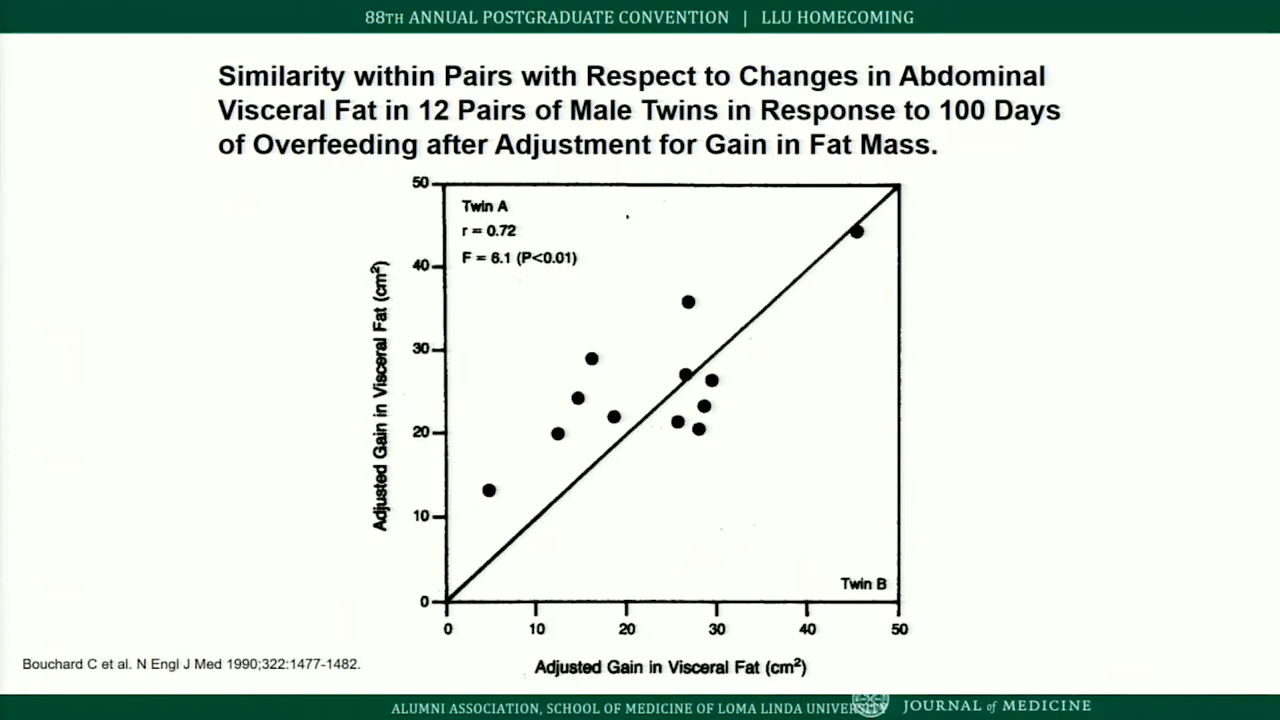 88TH ANNUAL POSTGRADUATE CONVENTION | LLU HOMECOMING
Similarity within Pairs with Respect to Changes in Abdominal
Visceral Fat in 12 Pairs of Male Twins in Response to 100 Days
of Overfeeding after Adjustment for Gain in Fat Mass.
50
40
30
20
10
0
Adjusted Gain in Visceral Fat (cm²)
Twin A
r = 0.72
F = 6.1 (P<0.01)
Twin B
0 10 20 30 40 50
Adjusted Gain in Visceral Fat (cm²)
Bouchard C et al. N Engl J Med 1990;322:1477-1482.
ALUMNI ASSOCIATION, SCHOOL OF MEDICINE OF LOMA LINDA UNIVERSITY
JOURNAL of MEDICINE